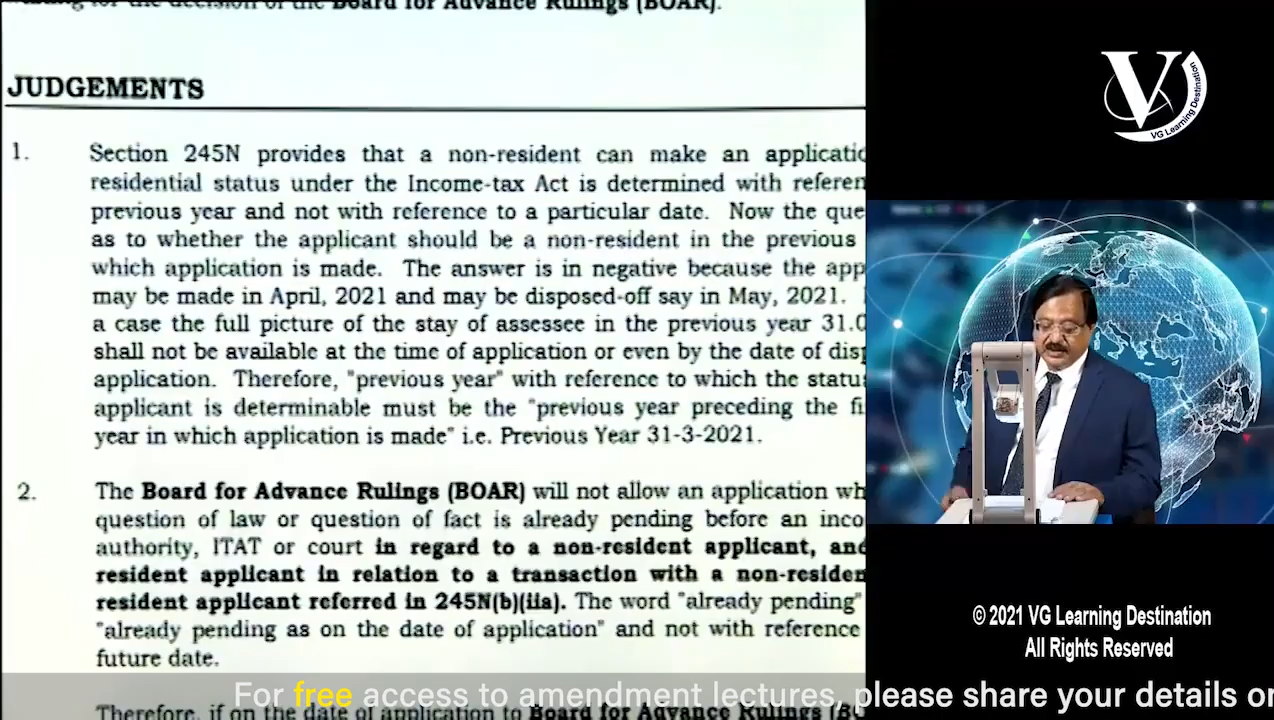 Board for Advance Rulings (BOAR).
JUDGEMENTS
1. Section 245N provides that a non-resident can make an applicatio
residential status under the Income-tax Act is determined with referen
previous year and not with reference to a particular date. Now the que
as to whether the applicant should be a non-resident in the previous
which application is made. The answer is in negative because the app
may be made in April, 2021 and may be disposed-off say in May, 2021.
a case the full picture of the stay of assessee in the previous year 31.0
shall not be available at the time of application or even by the date of disp
application. Therefore, "previous year" with reference to which the statu
applicant is determinable must be the "previous year preceding the fi
year in which application is made" i.e. Previous Year 31-3-2021.
2. The Board for Advance Rulings (BOAR) will not allow an application wh
question of law or question of fact is already pending before an inco
authority, ITAT or court in regard to a non-resident applicant, and
resident applicant in relation to a transaction with a non-residen
resident applicant referred in 245N(b)(iia). The word "already pending"
"already pending as on the date of application" and not with reference
future date.
Therefore, if on the date of application to Board for Advance Rulings
V
VG Learning Destination
© 2021 VG Learning Destination
All Rights Reserved
For free access to amendment lectures, please share your details on